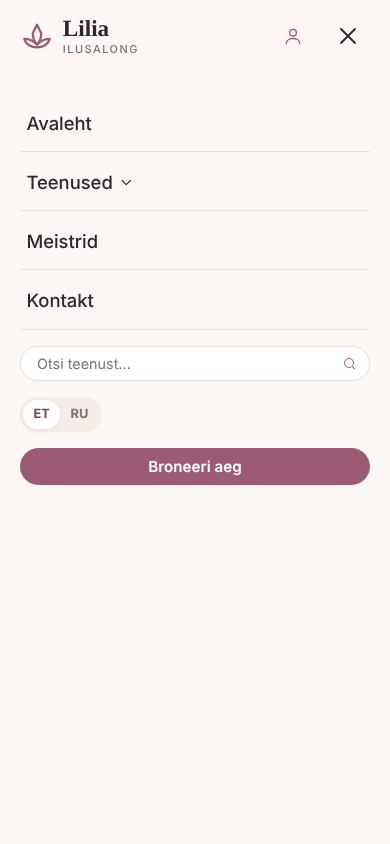 Lilia
ILUSALONG
Avaleht
Teenused
Meistrid
Kontakt
Otsi teenust...
ET RU
Broneeri aeg